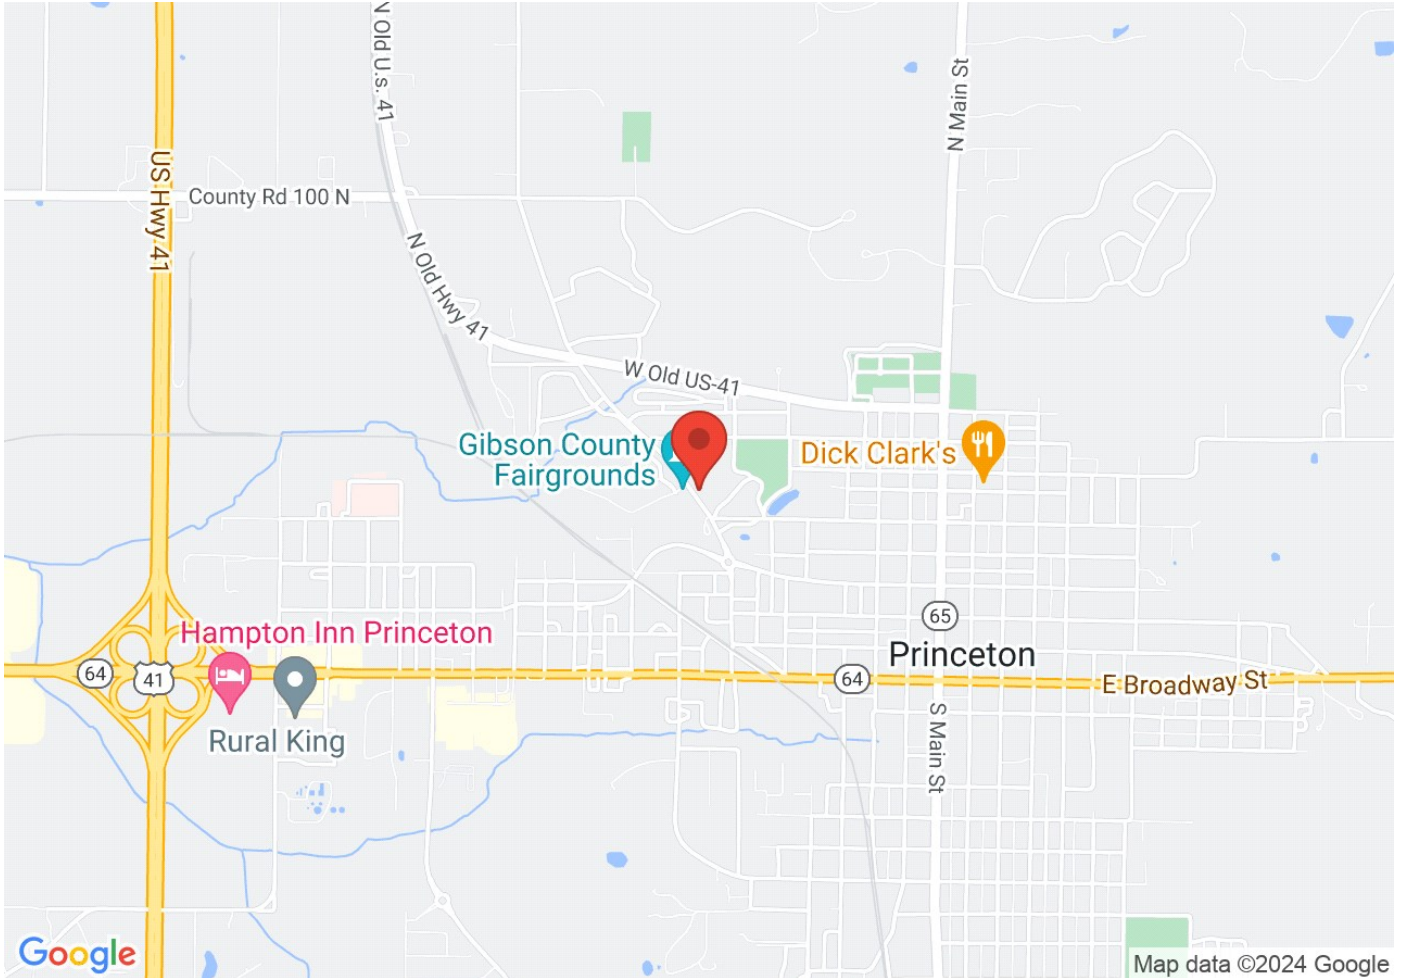 N Old U.s. 41
N Main St
US Hwy 41
County Rd 100 N
N Old Hwy 41
W Old US-41
Gibson County
Fairgrounds
Dick Clark's
65
Hampton Inn Princeton
Princeton
64
41
64
E Broadway St
Rural King
S Main St
Google
Map data ©2024 Google